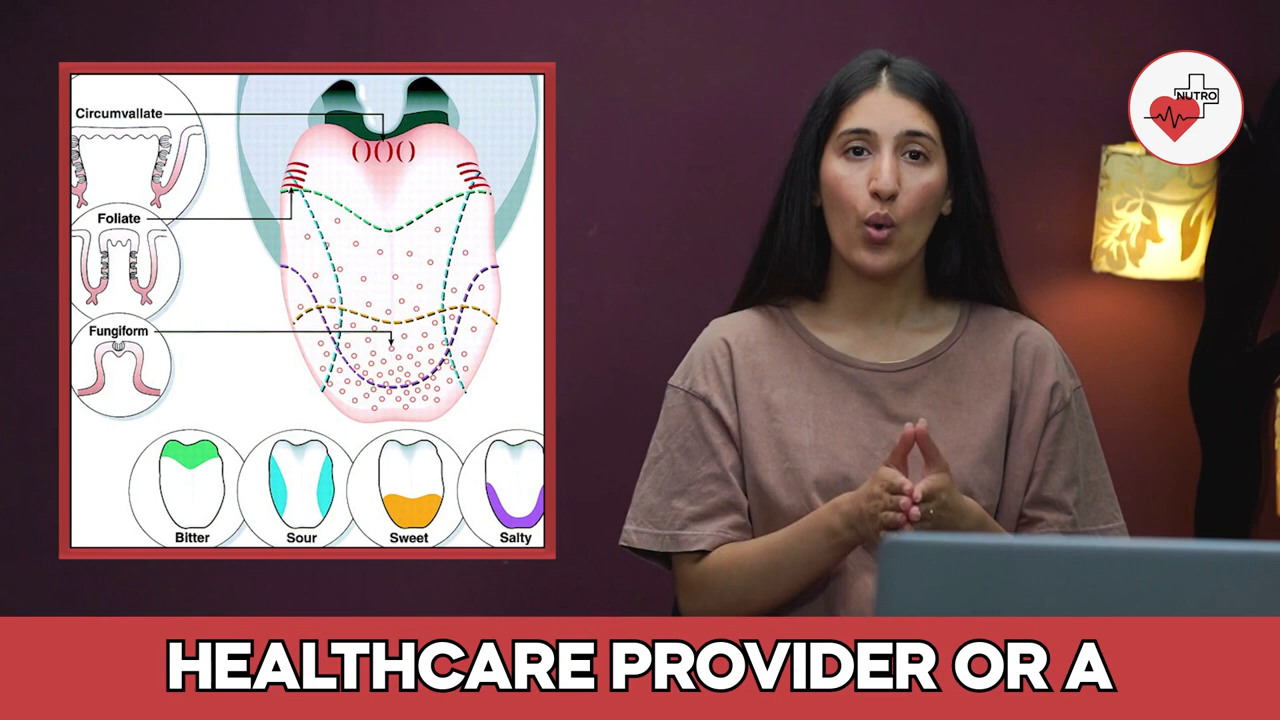 Circumvallate
Foliate
Fungiform
Bitter
Sour
Sweet
Salty
NUTRO
HEALTHCARE PROVIDER OR A